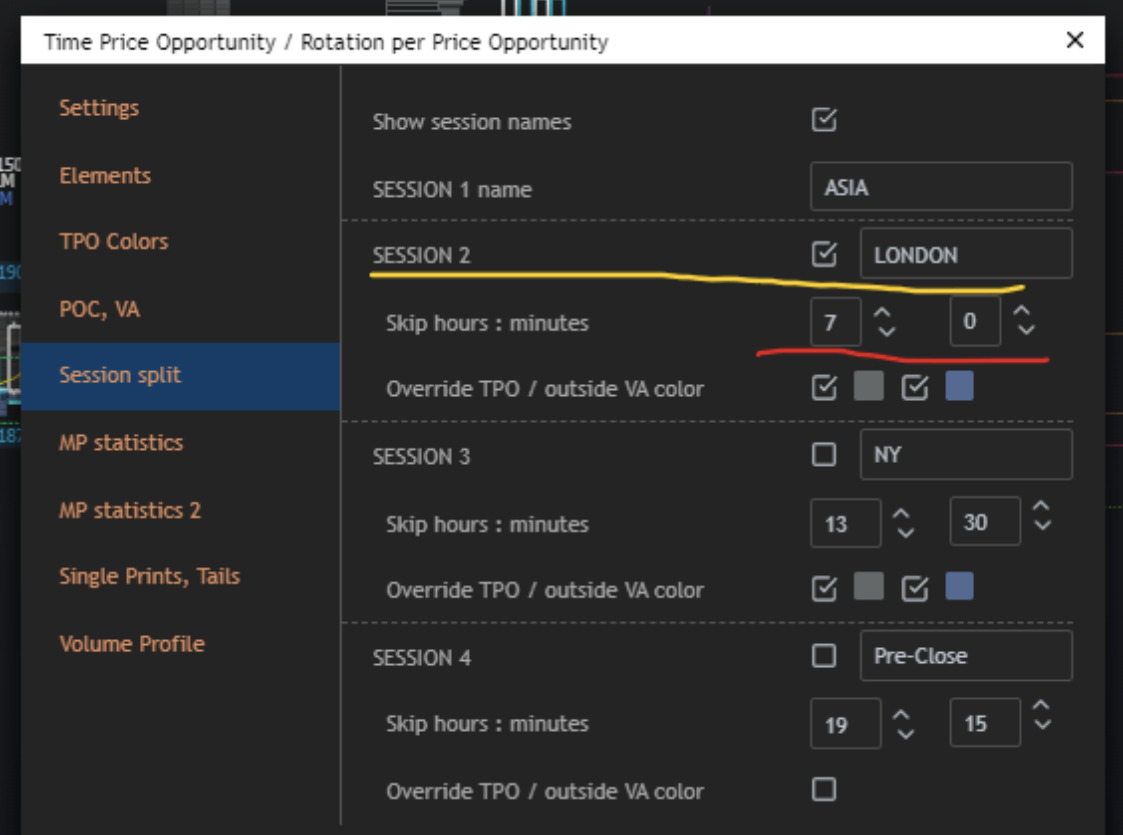 Time Price Opportunity / Rotation per Price Opportunity
Settings
Elements
TPO Colors
POC, VA
Session split
MP statistics
MP statistics 2
Single Prints, Tails
Volume Profile
Show session names
SESSION 1 name ASIA
SESSION 2 LONDON
Skip hours : minutes 7 0
Override TPO / outside VA color
SESSION 3 NY
Skip hours : minutes 13 30
Override TPO / outside VA color
SESSION 4 Pre-Close
Skip hours : minutes 19 15
Override TPO / outside VA color